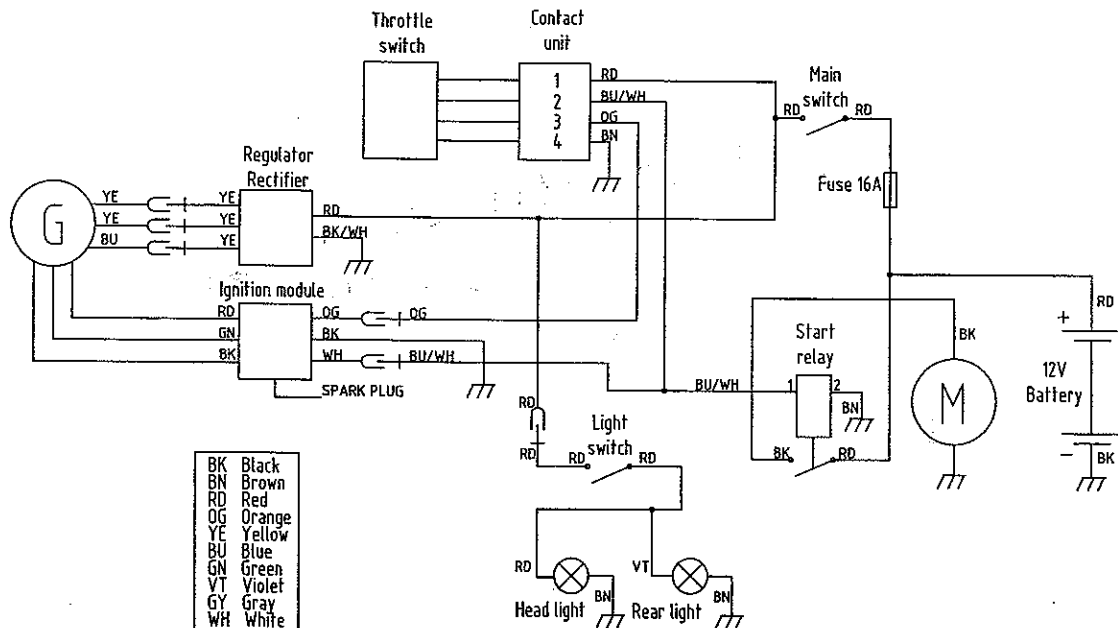 Throttle
switch
Contact
unit
1
2
3
4
RD
BU/WH
OG
BN
Main
switch
RD
RD
Fuse 16A
Regulator
Rectifier
G
YE
YE
BU
YE
YE
YE
RD
BK/WH
Ignition module
RD
GN
BK
OG
BK
WH
OG
BU/WH
SPARK PLUG
Start
relay
BU/WH
1
2
BN
BK
RD
BK
M
RD
+
12V
Battery
-
BK
RD
RD
Light
switch
RD
RD
RD
BN
Head light
VT
BN
Rear light
BK Black
BN Brown
RD Red
OG Orange
YE Yellow
BU Blue
GN Green
VT Violet
GY Gray
WH White